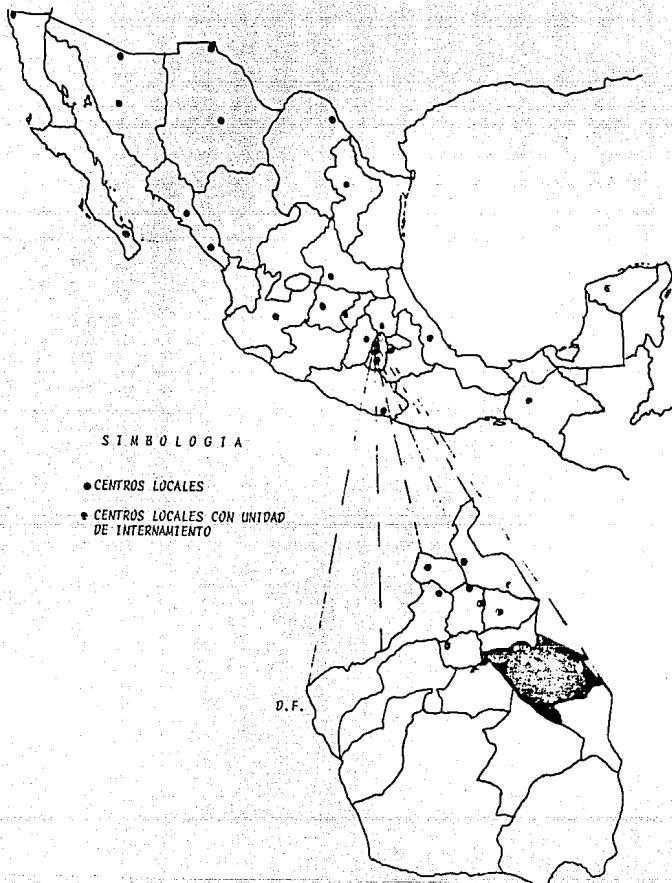 SIMBOLOGIA
CENTROS LOCALES
CENTROS LOCALES CON UNIDAD
DE INTERNAMIENTO
D.F.